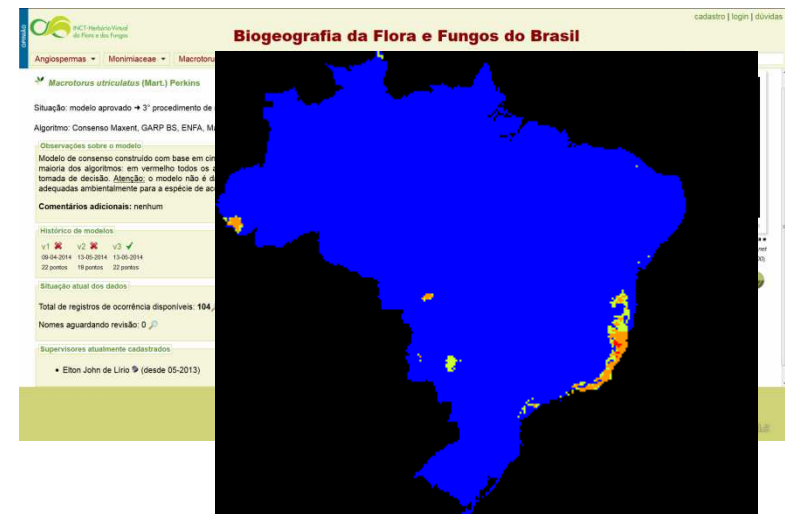 cadastro | login | dúvidas
OPINIÃO
INCT-Herbário Virtual
da Flora e dos Fungos
Biogeografia da Flora e Fungos do Brasil
Angiospermas Monimiaceae Macrotoru
Macrotorus utriculatus (Mart.) Perkins
Situação: modelo aprovado ➔ 3° procedimento de
Algoritmo: Consenso Maxent, GARP BS, ENFA, M
Observações sobre o modelo
Modelo de consenso construído com base em cin
maioria dos algoritmos: em vermelho todos os a
tomada de decisão. Atenção: o modelo não é d
adequadas ambientalmente para a espécie de ac
Comentários adicionais: nenhum
Histórico de modelos
v1 ✖ v2 ✖ v3 ✔
09-04-2014 13-05-2014 13-05-2014
22 pontos 19 pontos 22 pontos
Situação atual dos dados
Total de registros de ocorrência disponíveis: 104
Nomes aguardando revisão: 0
Supervisores atualmente cadastrados
• Elton John de Lírio (desde 05-2013)